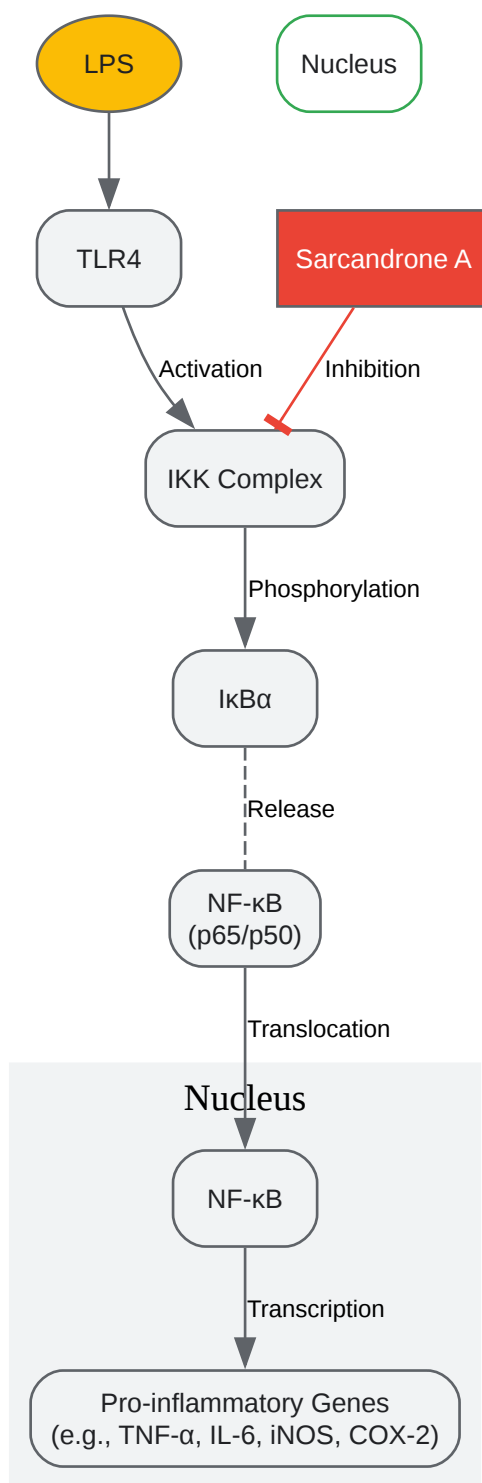 LPS
Nucleus
TLR4
Sarcandrone A
Activation
Inhibition
IKK Complex
Phosphorylation
IκBα
Release
NF-κB
(p65/p50)
Translocation
Nucleus
NF-κB
Transcription
Pro-inflammatory Genes
(e.g., TNF-α, IL-6, iNOS, COX-2)